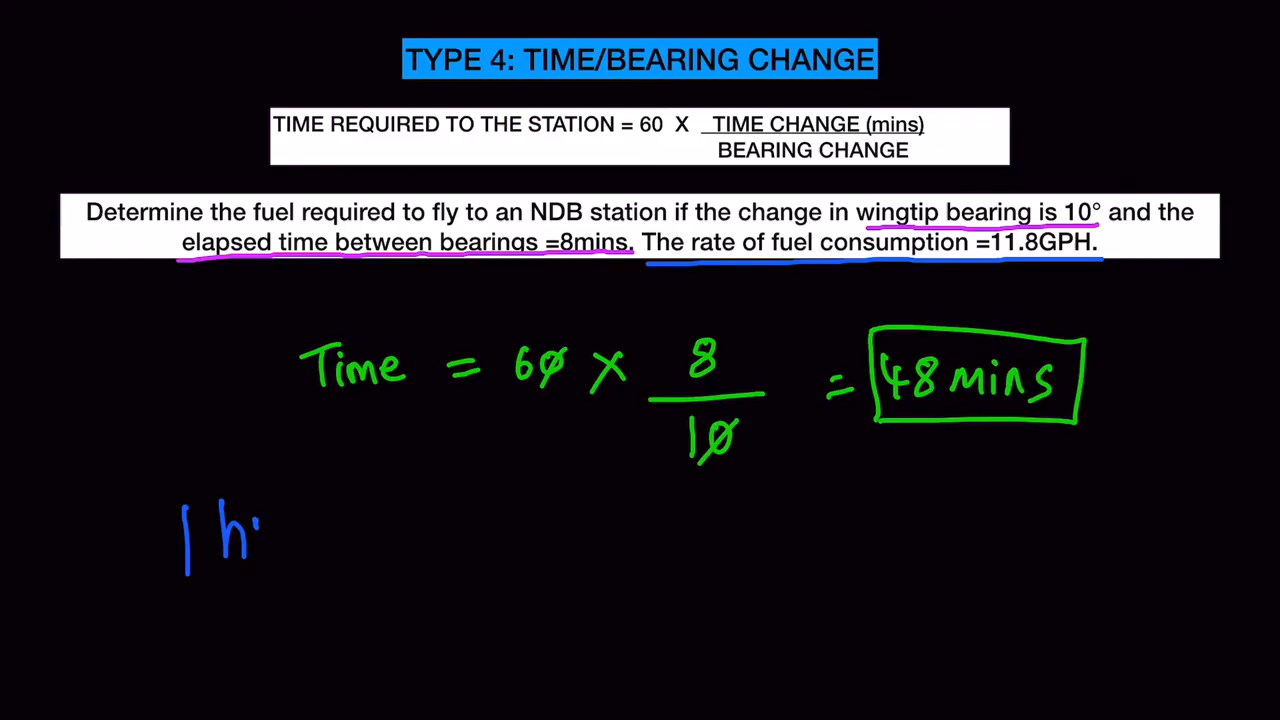 TYPE 4: TIME/BEARING CHANGE
TIME REQUIRED TO THE STATION = 60 X TIME CHANGE (mins)
BEARING CHANGE
Determine the fuel required to fly to an NDB station if the change in wingtip bearing is 10° and the
elapsed time between bearings =8mins. The rate of fuel consumption =11.8GPH.
Time = 60 X 8 = 48 mins
10
1 h